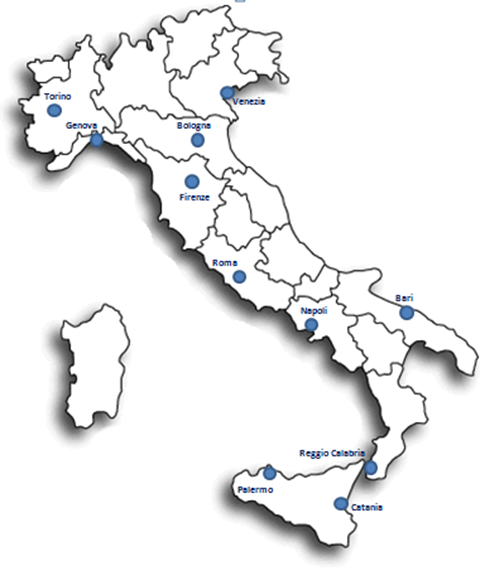 Torino
Venezia
Genova
Bologna
Firenze
Roma
Bari
Napoli
Reggio Calabria
Palermo
Catania